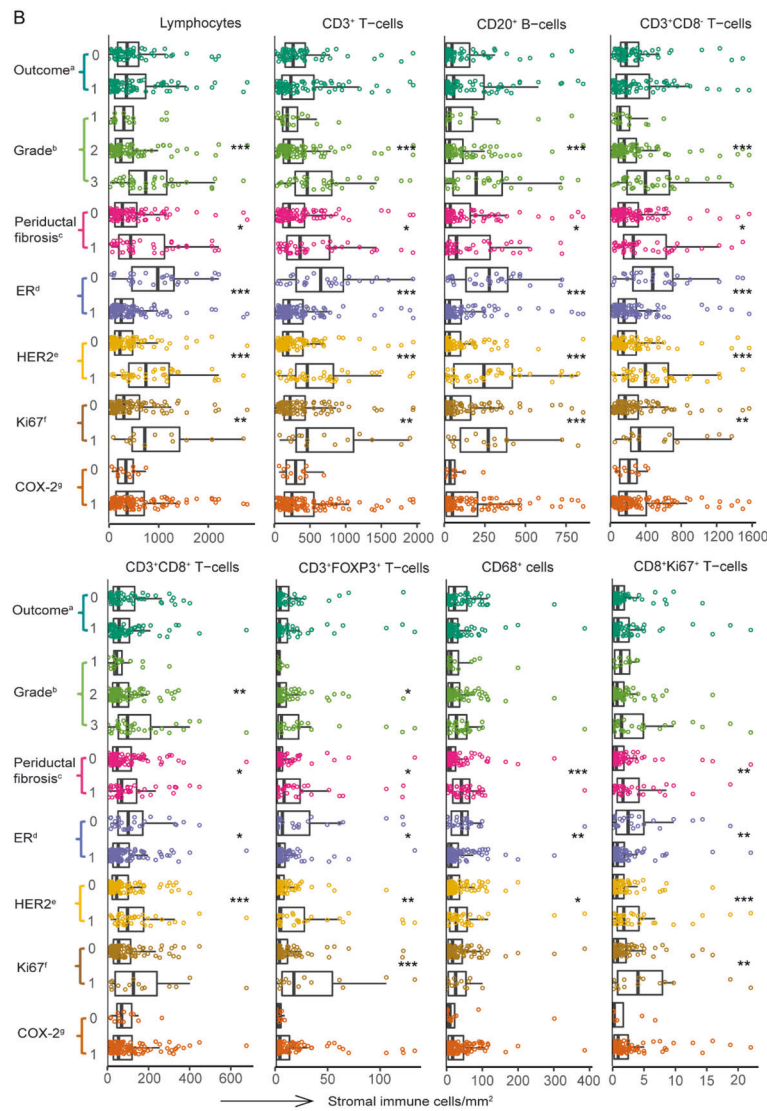 B
Lymphocytes CD3⁺ T−cells CD20⁺ B−cells CD3⁺CD8⁻ T−cells
Outcomeᵃ 0
1
Gradeᵇ 1
2 *** *** *** ***
3
Periductal fibrosisᶜ 0
* * * *
1
ERᵈ 0
*** *** *** ***
1
HER2ᵉ 0
*** *** *** ***
1
Ki67ᶠ 0
** ** *** **
1
COX-2ᵍ 0
1
0 1000 2000 0 500 1000 1500 2000 0 250 500 750 0 400 800 1200 1600
CD3⁺CD8⁺ T−cells CD3⁺FOXP3⁺ T−cells CD68⁺ cells CD8⁺Ki67⁺ T−cells
Outcomeᵃ 0
1
Gradeᵇ 1
2 ** *
3
Periductal fibrosisᶜ 0
* * *** **
1
ERᵈ 0
* * ** **
1
HER2ᵉ 0
*** ** * ***
1
Ki67ᶠ 0
*** **
1
COX-2ᵍ 0
1
0 200 400 600 0 50 100 0 100 200 300 400 0 5 10 15 20
Stromal immune cells/mm²